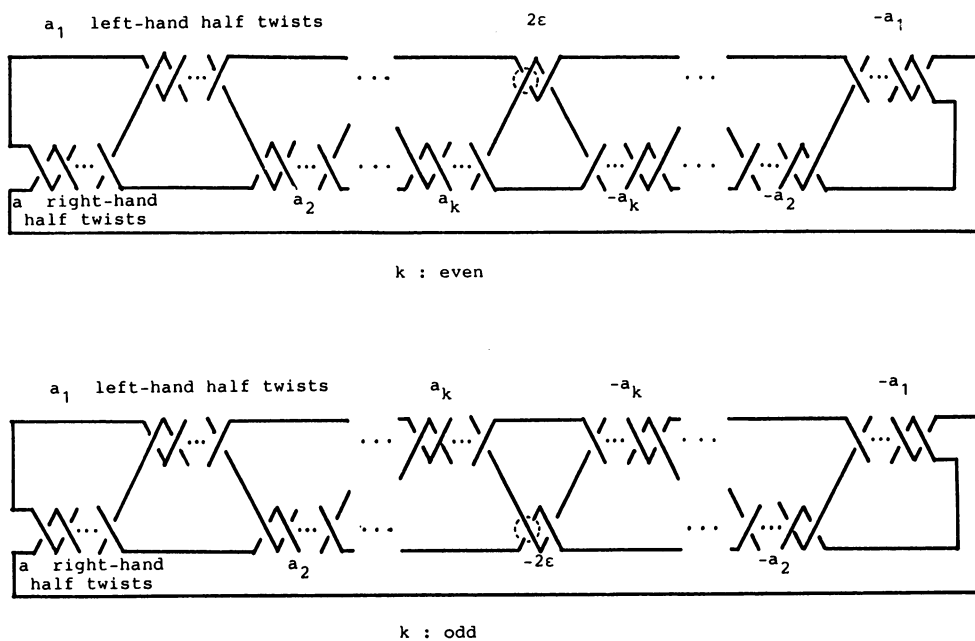 a₁ left-hand half twists
2ε
-a₁
...
...
...
...
...
...
...
...
...
...
...
a right-hand
half twists
a₂
aₖ
-aₖ
-a₂
k : even
a₁ left-hand half twists
aₖ
-aₖ
-a₁
...
...
...
...
...
...
...
...
...
...
...
a right-hand
half twists
a₂
-2ε
-a₂
k : odd